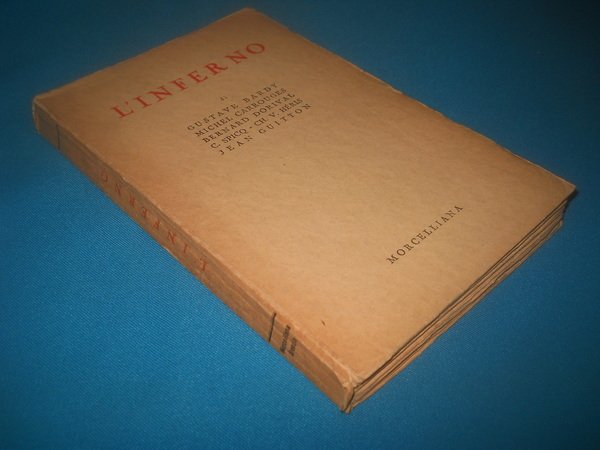 L'INFERNO
di
GUSTAVE BARDY
MICHEL CARROUGES
BERNARD DORIVAL
C. SPICQ - CH. V. HÉRIS
JEAN GUITTON
MORCELLIANA
L'INFERNO